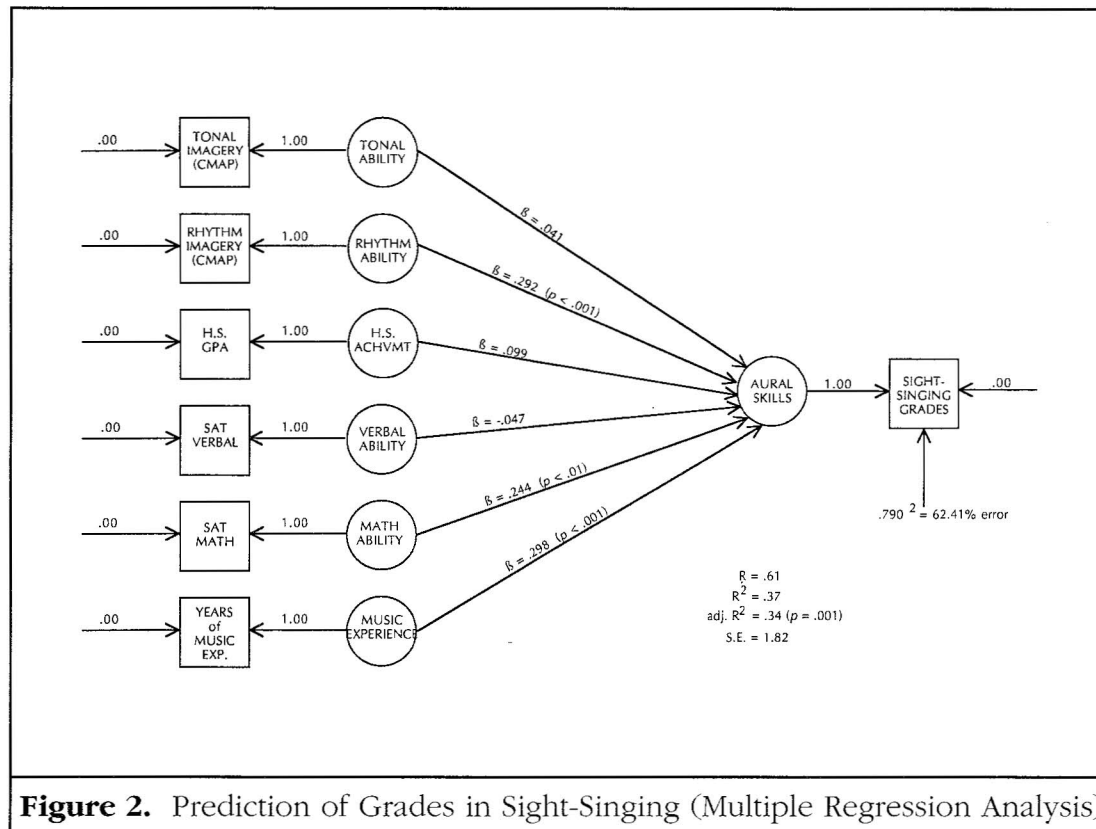 .00
TONAL
IMAGERY
(CMAP)
1.00
TONAL
ABILITY
ß = .041
.00
RHYTHM
IMAGERY
(CMAP)
1.00
RHYTHM
ABILITY
ß = .292 (p < .001)
.00
H.S.
GPA
1.00
H.S.
ACHVMT
ß = .099
.00
SAT
VERBAL
1.00
VERBAL
ABILITY
ß = -.047
.00
SAT
MATH
1.00
MATH
ABILITY
ß = .244 (p < .01)
.00
YEARS
of
MUSIC
EXP.
1.00
MUSIC
EXPERIENCE
ß = .298 (p < .001)
AURAL
SKILLS
1.00
SIGHT-
SINGING
GRADES
.00
.790 ² = 62.41% error
R = .61
R² = .37
adj. R² = .34 (p = .001)
S.E. = 1.82
Figure 2. Prediction of Grades in Sight-Singing (Multiple Regression Analysis)